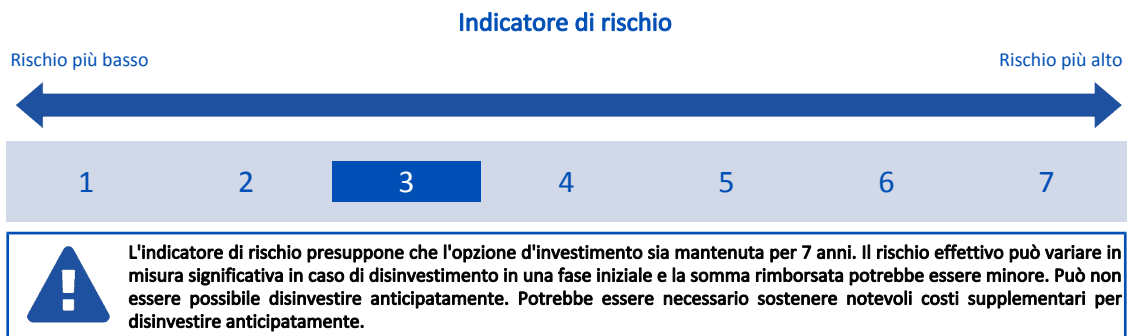 Indicatore di rischio
Rischio più basso
Rischio più alto
1 2 3 4 5 6 7
L'indicatore di rischio presuppone che l'opzione d'investimento sia mantenuta per 7 anni. Il rischio effettivo può variare in
misura significativa in caso di disinvestimento in una fase iniziale e la somma rimborsata potrebbe essere minore. Può non
essere possibile disinvestire anticipatamente. Potrebbe essere necessario sostenere notevoli costi supplementari per
disinvestire anticipatamente.